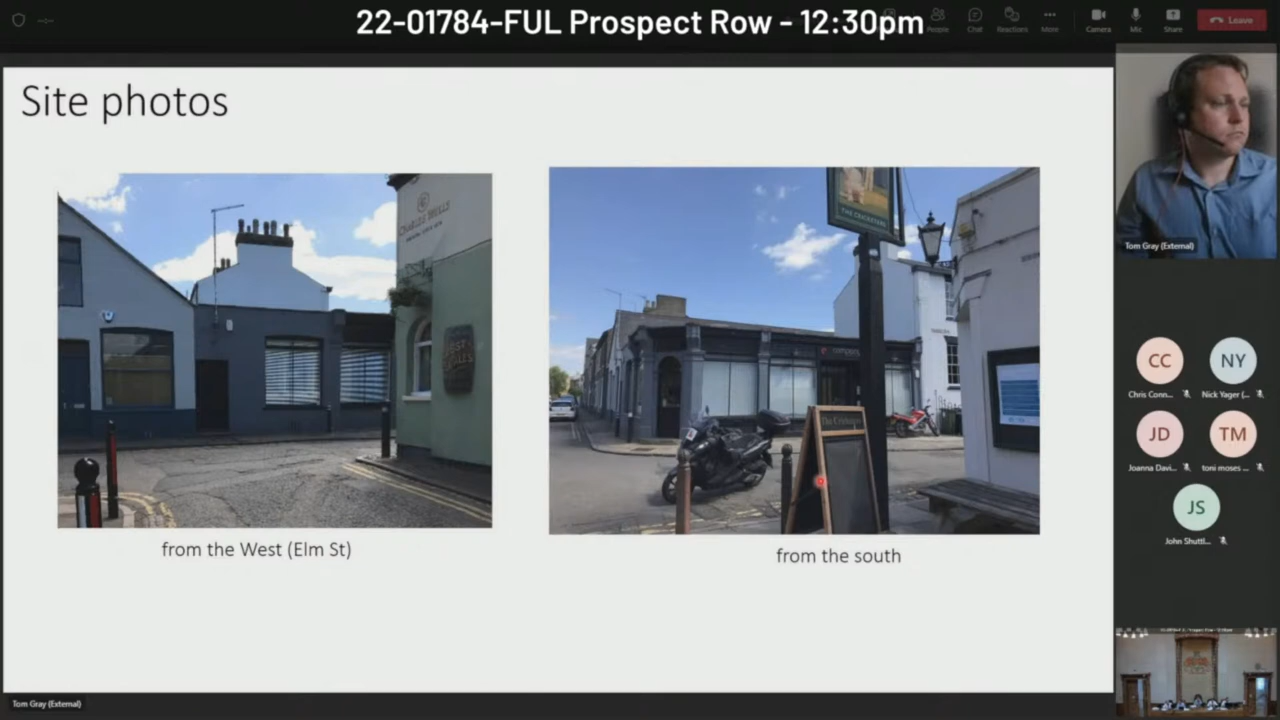 22-01784-FUL Prospect Row - 12:30pm
People
Chat
Reactions
More
Camera
Mic
Share
Leave
Site photos
CHARLES WELLS
THE CRICKETERS
from the West (Elm St)
from the south
Tom Gray (External)
CC
NY
Chris Conn...
Nick Yager (...
JD
TM
Joanna Davi...
toni moses ...
JS
John Shuttl...
Tom Gray (External)